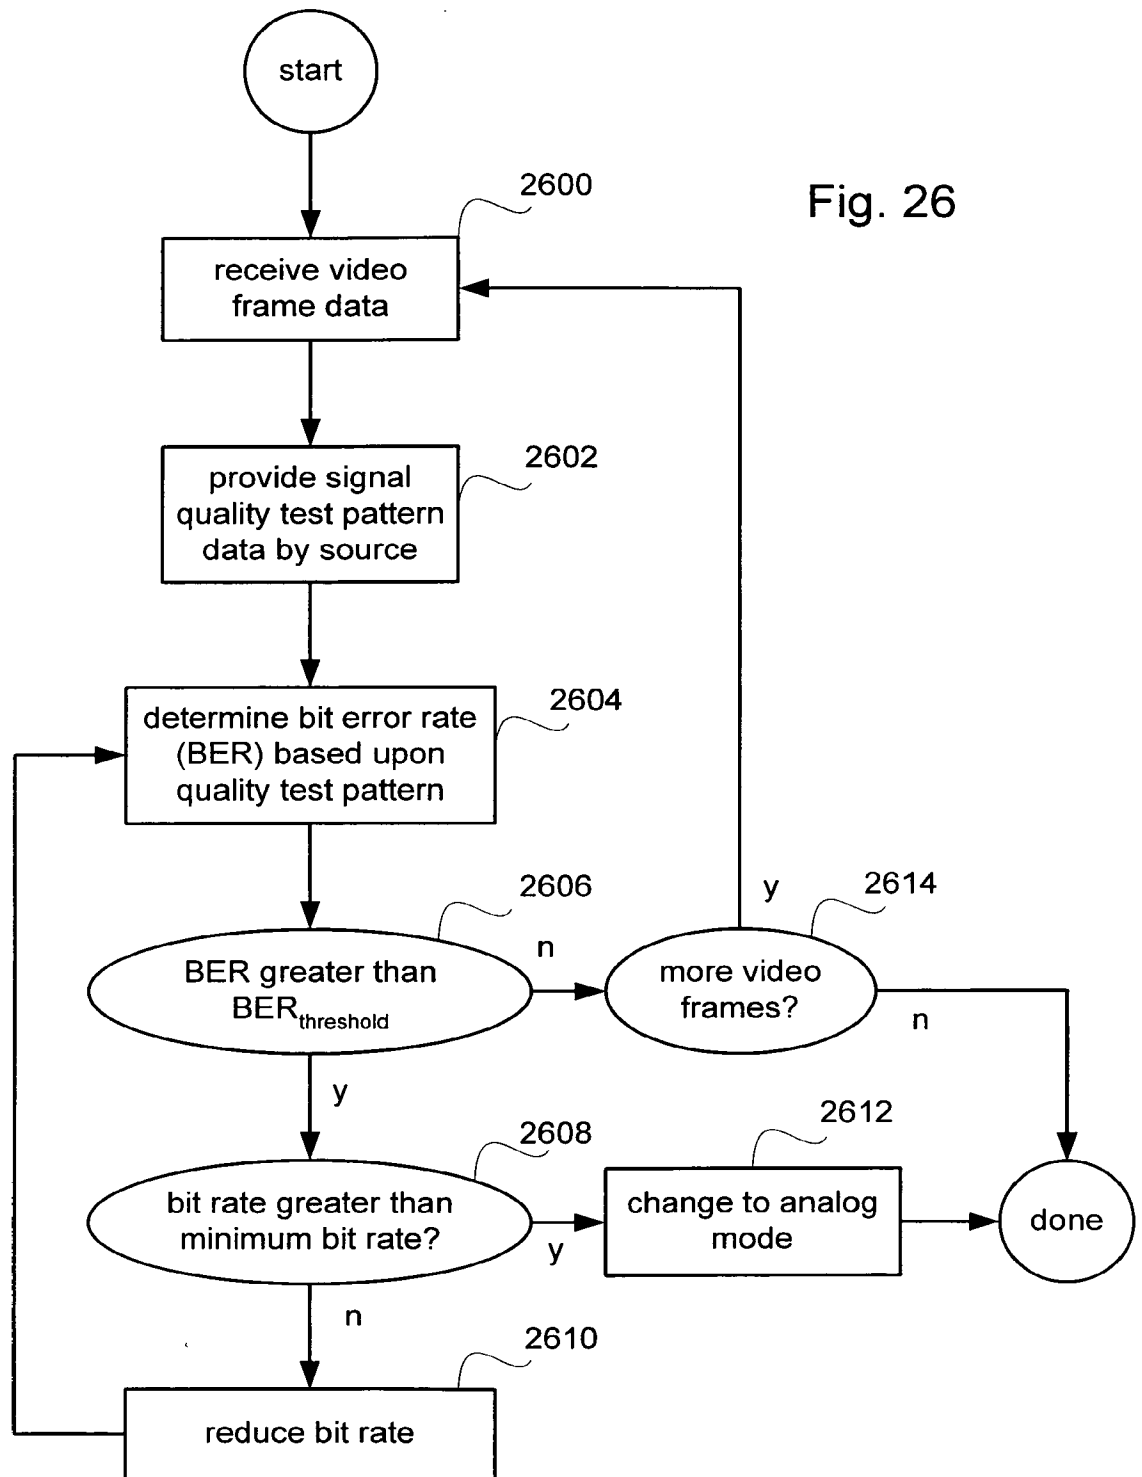 start
2600
Fig. 26
receive video
frame data
2602
provide signal
quality test pattern
data by source
2604
determine bit error rate
(BER) based upon
quality test pattern
2606
y
2614
BER greater than
BERthreshold
n
more video
frames?
n
y
2608
2612
bit rate greater than
minimum bit rate?
y
change to analog
mode
done
n
2610
reduce bit rate